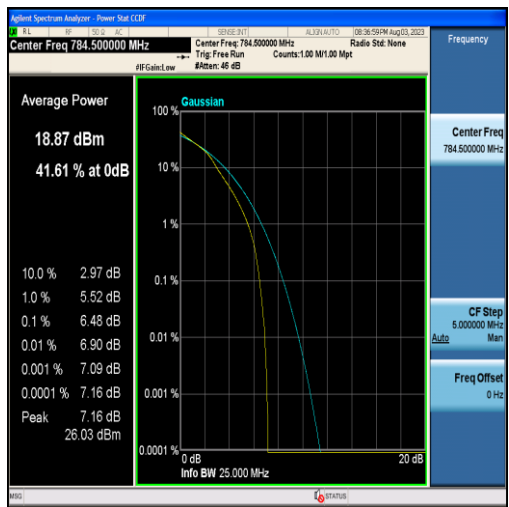 Agilent Spectrum Analyzer - Power Stat CCDF
RL RF 50 Ω AC SENSE:INT ALIGN AUTO 08:36:59 PM Aug 03, 2023
Center Freq 784.500000 MHz
Center Freq: 784.500000 MHz Radio Std: None
Trig: Free Run Counts:1.00 M/1.00 Mpt
#IFGain:Low #Atten: 46 dB
Frequency
Average Power
18.87 dBm
41.61 % at 0dB
10.0 % 2.97 dB
1.0 % 5.52 dB
0.1 % 6.48 dB
0.01 % 6.90 dB
0.001 % 7.09 dB
0.0001 % 7.16 dB
Peak 7.16 dB
26.03 dBm
Gaussian
100 %
10 %
1 %
0.1 %
0.01 %
0.001 %
0.0001 %
0 dB 20 dB
Info BW 25.000 MHz
Center Freq
784.500000 MHz
CF Step
5.000000 MHz
Auto Man
Freq Offset
0 Hz
MSG STATUS